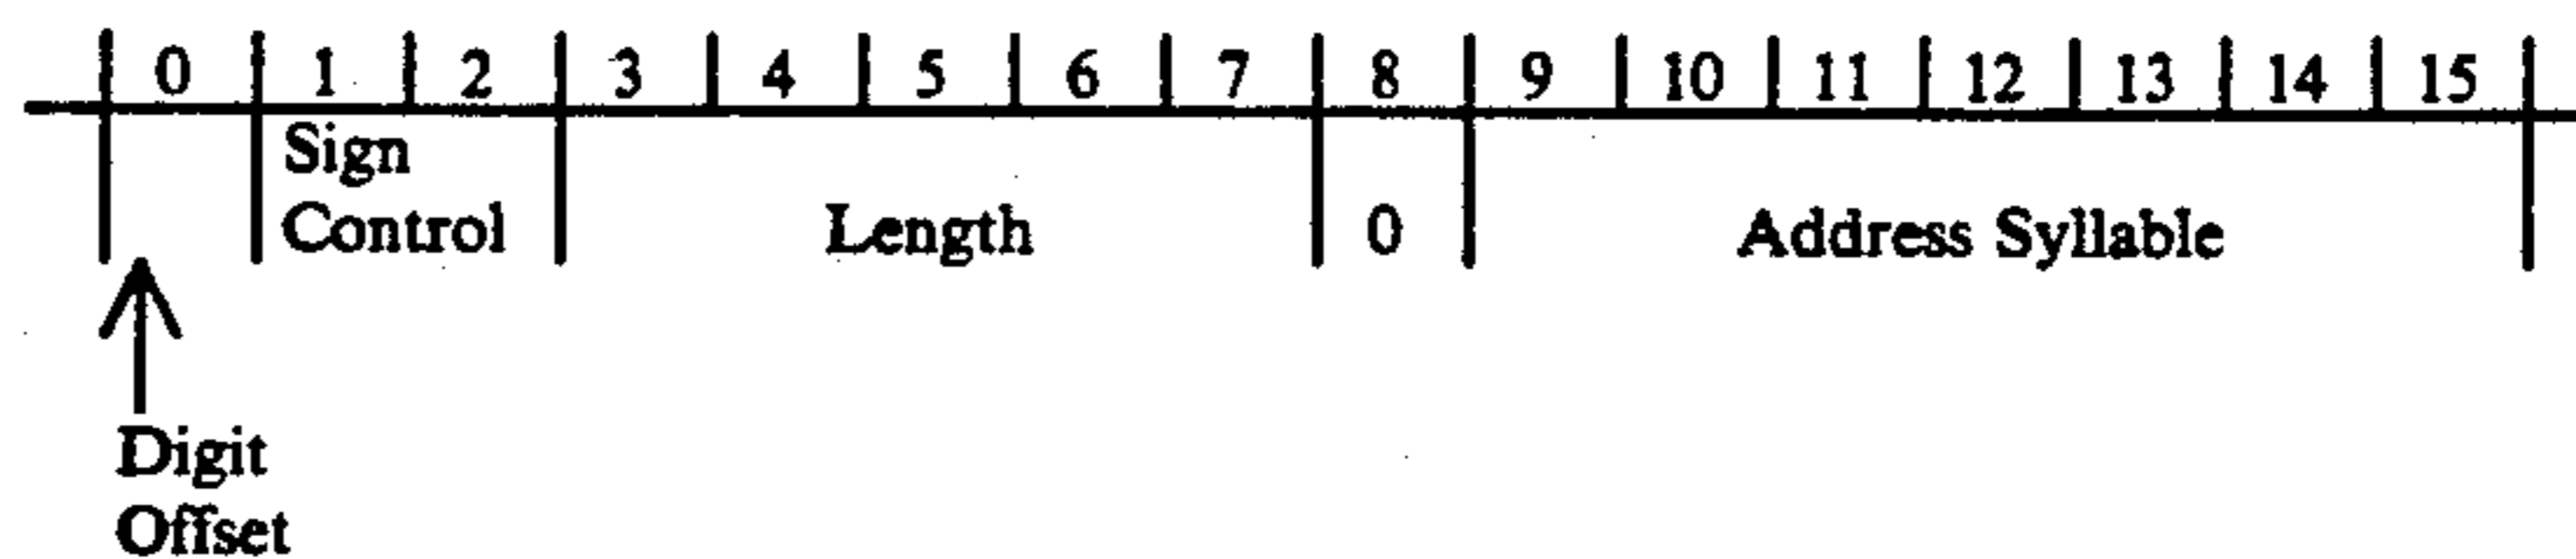 0 1 2 3 4 5 6 7 8 9 10 11 12 13 14 15
Sign
Control Length 0 Address Syllable
Digit
Offset